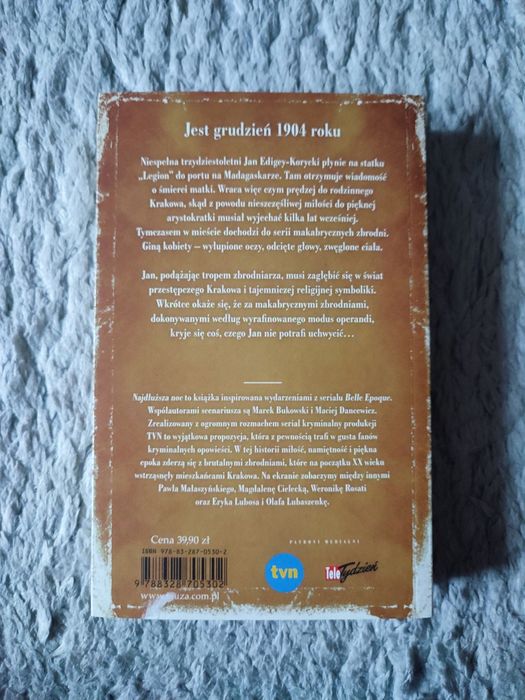 Jest grudzień 1904 roku
Niespełna trzydziestoletni Jan Edigey-Korycki płynie na statku
„Legion” do portu na Madagaskarze. Tam otrzymuje wiadomość
o śmierci matki. Wraca więc czym prędzej do rodzinnego
Krakowa, skąd z powodu nieszczęśliwej miłości do pięknej
arystokratki musiał wyjechać kilka lat wcześniej.
Tymczasem w mieście dochodzi do serii makabrycznych zbrodni.
Giną kobiety – wyłupione oczy, odcięte głowy, zwęglone ciała.
Jan, podążając tropem zbrodniarza, musi zagłębić się w świat
przestępczego Krakowa i tajemniczej religijnej symboliki.
Wkrótce okaże się, że za makabrycznymi zbrodniami,
dokonywanymi według wyrafinowanego modus operandi,
kryje się coś, czego Jan nie potrafi uchwycić…
Najdłuższa noc to książka inspirowana wydarzeniami z serialu Belle Epoque.
Współautorami scenariusza są Marek Bukowski i Maciej Dancewicz.
Zrealizowany z ogromnym rozmachem serial kryminalny produkcji
TVN to wyjątkowa propozycja, która z pewnością trafi w gusta fanów
kryminalnych opowieści. W tej historii miłość, namiętność i piękna
epoka zderzą się z brutalnymi zbrodniami, które na początku XX wieku
wstrząsnęły mieszkańcami Krakowa. Na ekranie zobaczymy między innymi
Pawła Małaszyńskiego, Magdalenę Cielecką, Weronikę Rosati
oraz Eryka Lubosa i Olafa Lubaszenkę.
Cena 39,90 zł
PATRONI MEDIALNI
ISBN 978-83-287-0530-2
9 788328 705302
tvn
Tele Tydzień
www.muza.com.pl